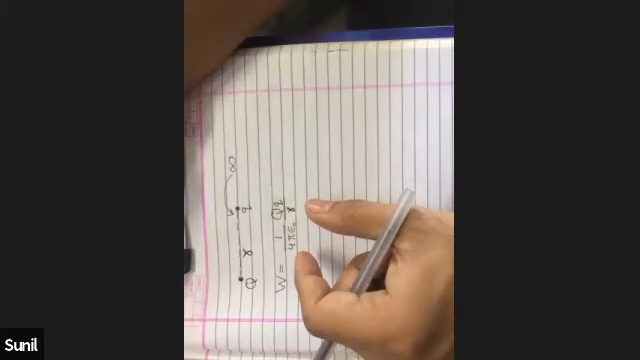 Q r q ∞
W = 1/4πε₀ Qq/r
Sunil